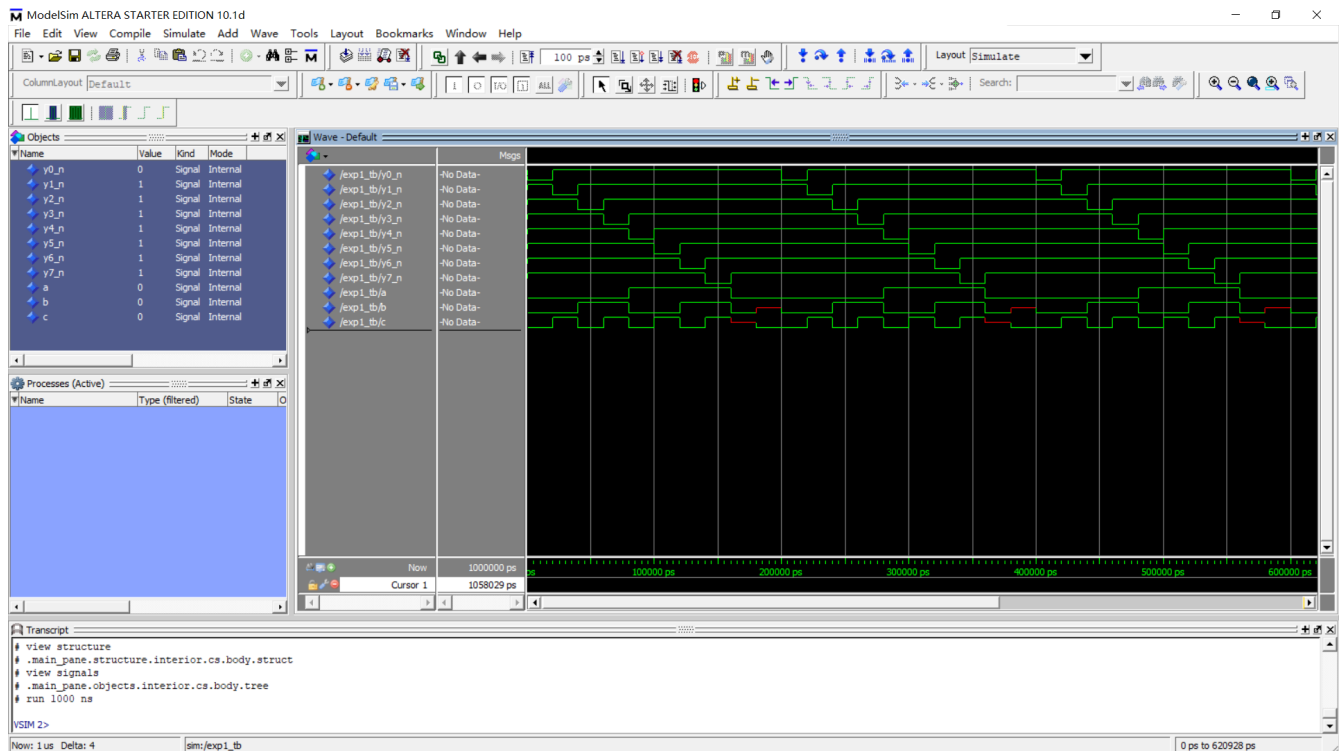 ModelSim ALTERA STARTER EDITION 10.1d
File Edit View Compile Simulate Add Wave Tools Layout Bookmarks Window Help
100 ps Layout Simulate
ColumnLayout Default Search:
Objects
Name Value Kind Mode
y0_n 0 Signal Internal
y1_n 1 Signal Internal
y2_n 1 Signal Internal
y3_n 1 Signal Internal
y4_n 1 Signal Internal
y5_n 1 Signal Internal
y6_n 1 Signal Internal
y7_n 1 Signal Internal
a 0 Signal Internal
b 0 Signal Internal
c 0 Signal Internal
Processes (Active)
Name Type (filtered) State O
Wave - Default
Msgs
/exp1_tb/y0_n -No Data-
/exp1_tb/y1_n -No Data-
/exp1_tb/y2_n -No Data-
/exp1_tb/y3_n -No Data-
/exp1_tb/y4_n -No Data-
/exp1_tb/y5_n -No Data-
/exp1_tb/y6_n -No Data-
/exp1_tb/y7_n -No Data-
/exp1_tb/a -No Data-
/exp1_tb/b -No Data-
/exp1_tb/c -No Data-
Now 1000000 ps ps 100000 ps 200000 ps 300000 ps 400000 ps 500000 ps 600000 ps
Cursor 1 1058029 ps
Transcript
# view structure
# .main_pane.structure.interior.cs.body.struct
# view signals
# .main_pane.objects.interior.cs.body.tree
# run 1000 ns
VSIM 2>
Now: 1 us Delta: 4 sim:/exp1_tb 0 ps to 620928 ps